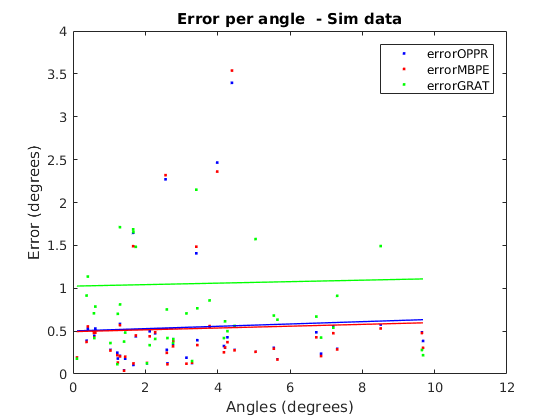 Error per angle - Sim data
4
3.5
3
2.5
2
1.5
1
0.5
0
Error (degrees)
errorOPPR
errorMBPE
errorGRAT
0 2 4 6 8 10 12
Angles (degrees)